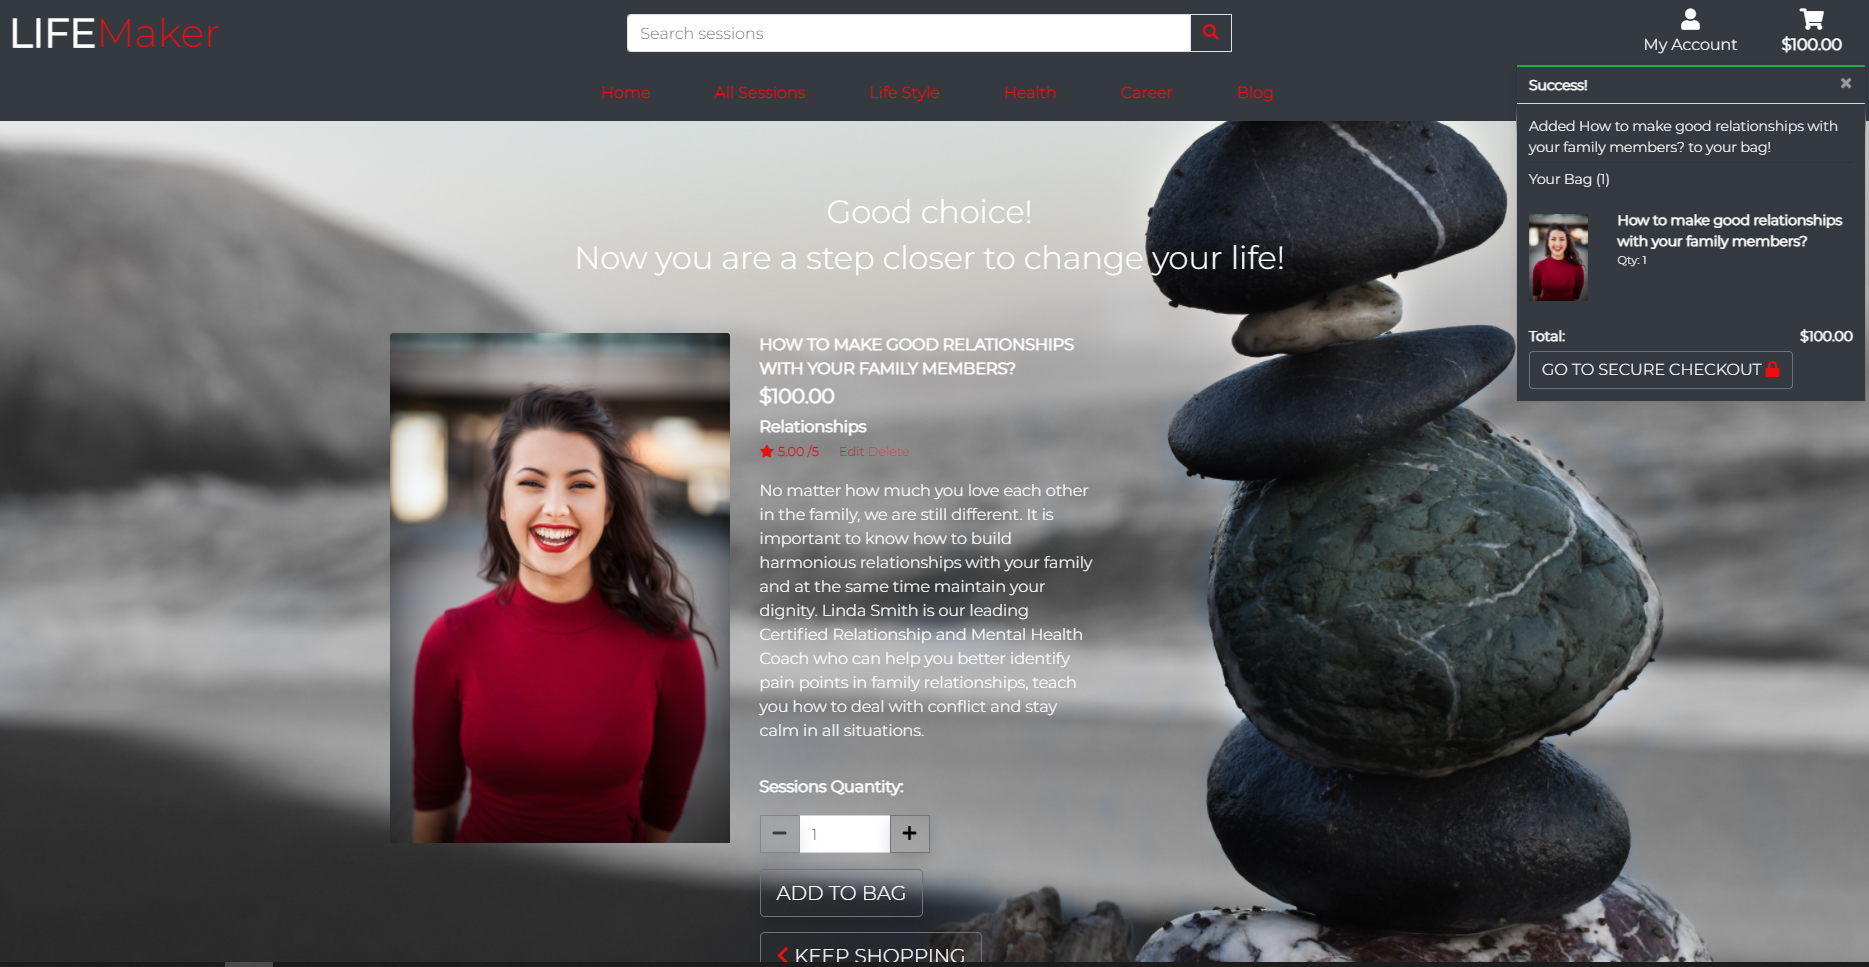 LIFEMaker
Search sessions
My Account
$100.00
Home All Sessions Life Style Health Career Blog
Success! ×
Added How to make good relationships with
your family members? to your bag!
Your Bag (1)
How to make good relationships
with your family members?
Qty: 1
Total: $100.00
GO TO SECURE CHECKOUT
Good choice!
Now you are a step closer to change your life!
HOW TO MAKE GOOD RELATIONSHIPS
WITH YOUR FAMILY MEMBERS?
$100.00
Relationships
5.00 /5 Edit Delete
No matter how much you love each other
in the family, we are still different. It is
important to know how to build
harmonious relationships with your family
and at the same time maintain your
dignity. Linda Smith is our leading
Certified Relationship and Mental Health
Coach who can help you better identify
pain points in family relationships, teach
you how to deal with conflict and stay
calm in all situations.
Sessions Quantity:
1
ADD TO BAG
KEEP SHOPPING